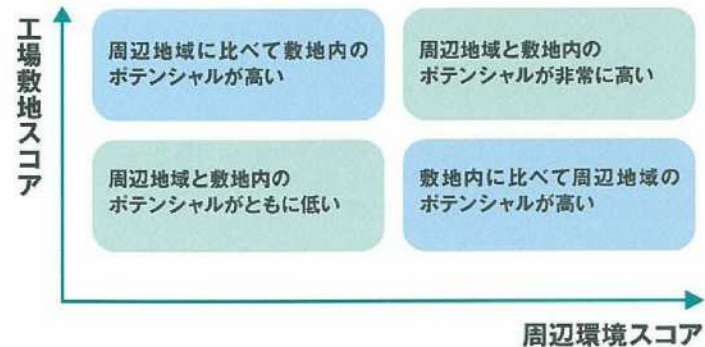 工場敷地スコア
周辺地域に比べて敷地内の
ポテンシャルが高い
周辺地域と敷地内の
ポテンシャルが非常に高い
周辺地域と敷地内の
ポテンシャルがともに低い
敷地内に比べて周辺地域の
ポテンシャルが高い
周辺環境スコア